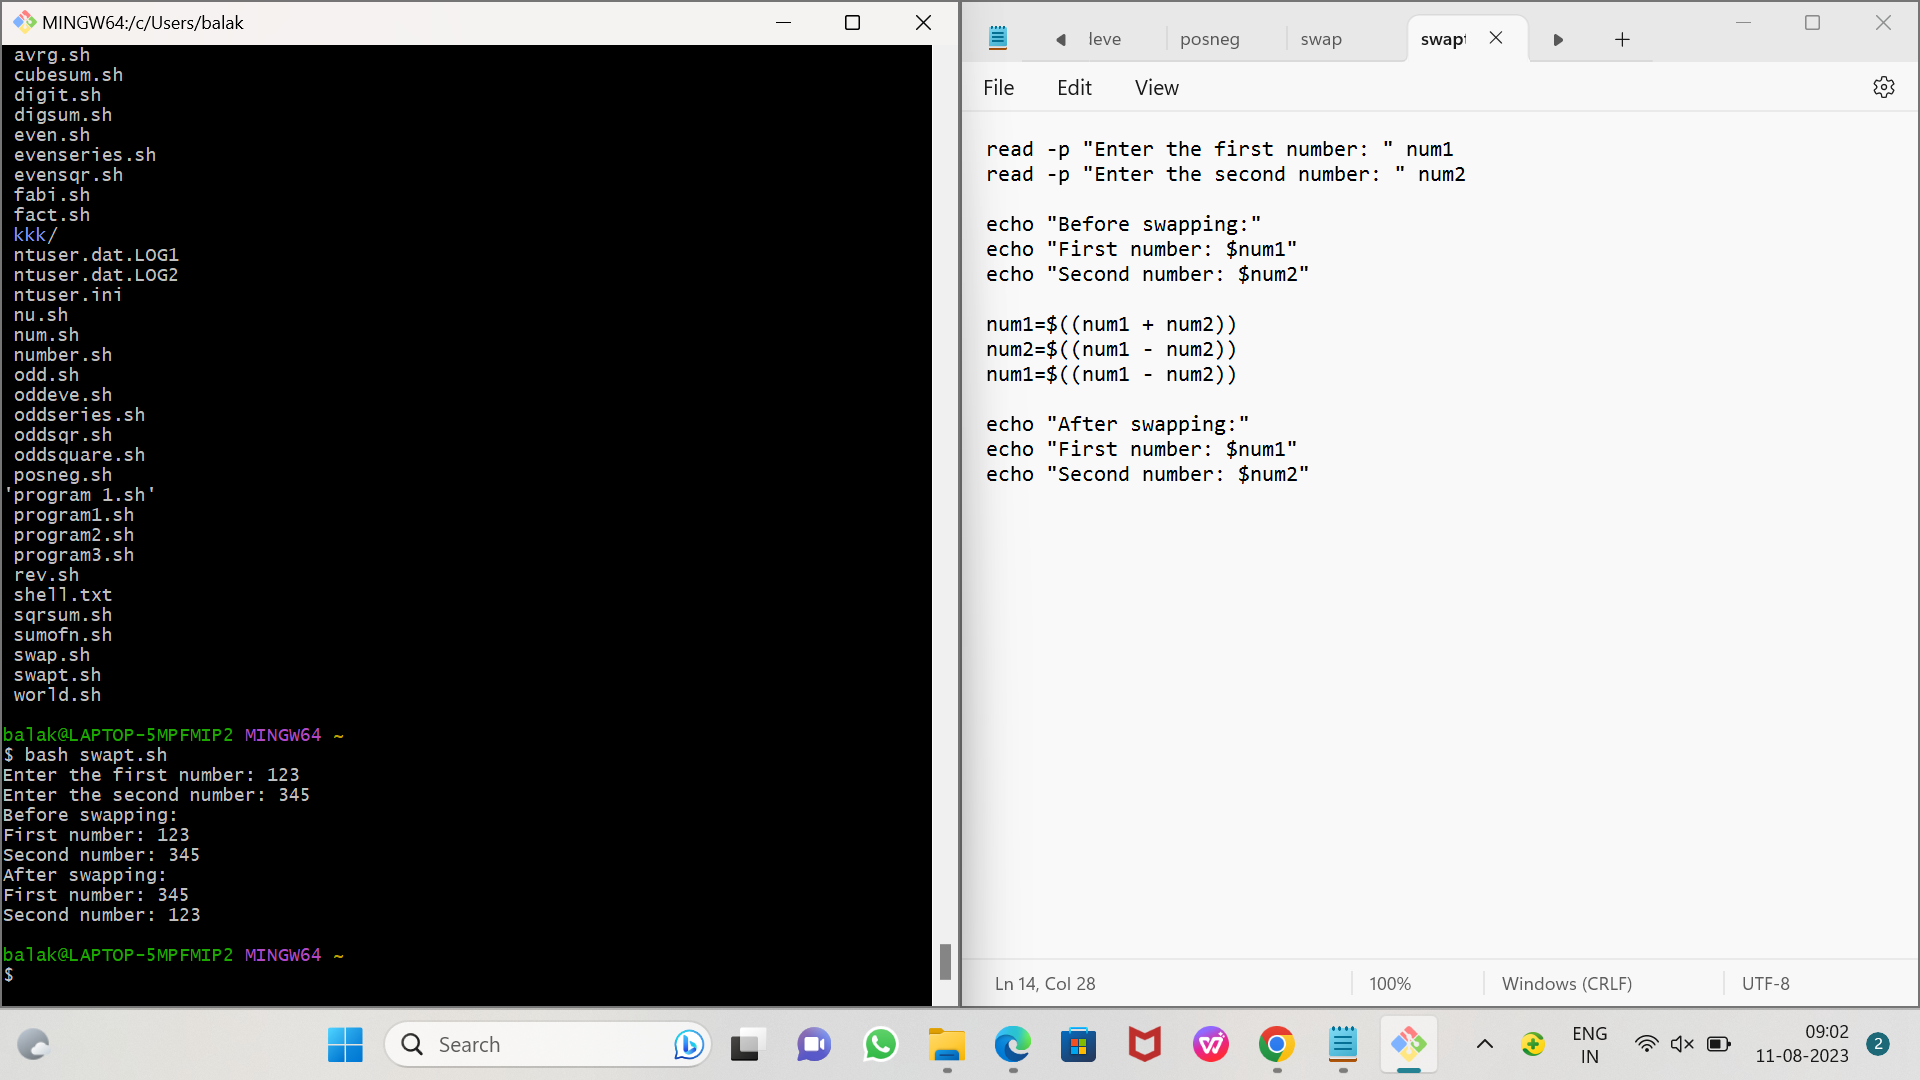 MINGW64:/c/Users/balak
avrg.sh
cubesum.sh
digit.sh
digsum.sh
even.sh
evenseries.sh
evensqr.sh
fabi.sh
fact.sh
kkk/
ntuser.dat.LOG1
ntuser.dat.LOG2
ntuser.ini
nu.sh
num.sh
number.sh
odd.sh
oddeve.sh
oddseries.sh
oddsqr.sh
oddsquare.sh
posneg.sh
'program 1.sh'
program1.sh
program2.sh
program3.sh
rev.sh
shell.txt
sqrsum.sh
sumofn.sh
swap.sh
swapt.sh
world.sh
balak@LAPTOP-5MPFMIP2 MINGW64 ~
$ bash swapt.sh
Enter the first number: 123
Enter the second number: 345
Before swapping:
First number: 123
Second number: 345
After swapping:
First number: 345
Second number: 123
balak@LAPTOP-5MPFMIP2 MINGW64 ~
$
leve posneg swap swapt
File Edit View
read -p "Enter the first number: " num1
read -p "Enter the second number: " num2
echo "Before swapping:"
echo "First number: $num1"
echo "Second number: $num2"
num1=$((num1 + num2))
num2=$((num1 - num2))
num1=$((num1 - num2))
echo "After swapping:"
echo "First number: $num1"
echo "Second number: $num2"
Ln 14, Col 28 100% Windows (CRLF) UTF-8
Search
ENG
IN
09:02
11-08-2023
2